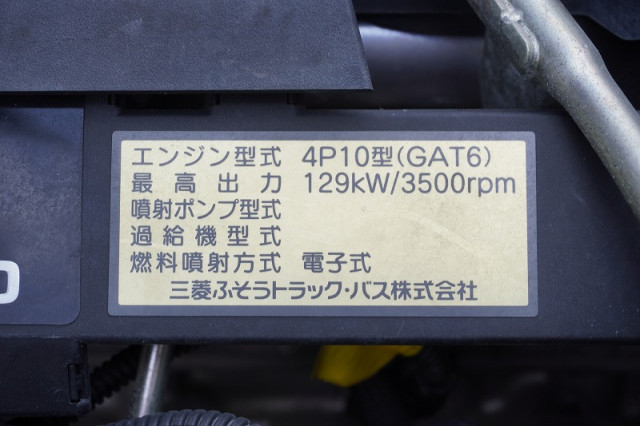 エンジン型式 4P10型(GAT6)
最高出力 129kW/3500rpm
噴射ポンプ型式
過給機型式
燃料噴射方式 電子式
三菱ふそうトラック・バス株式会社